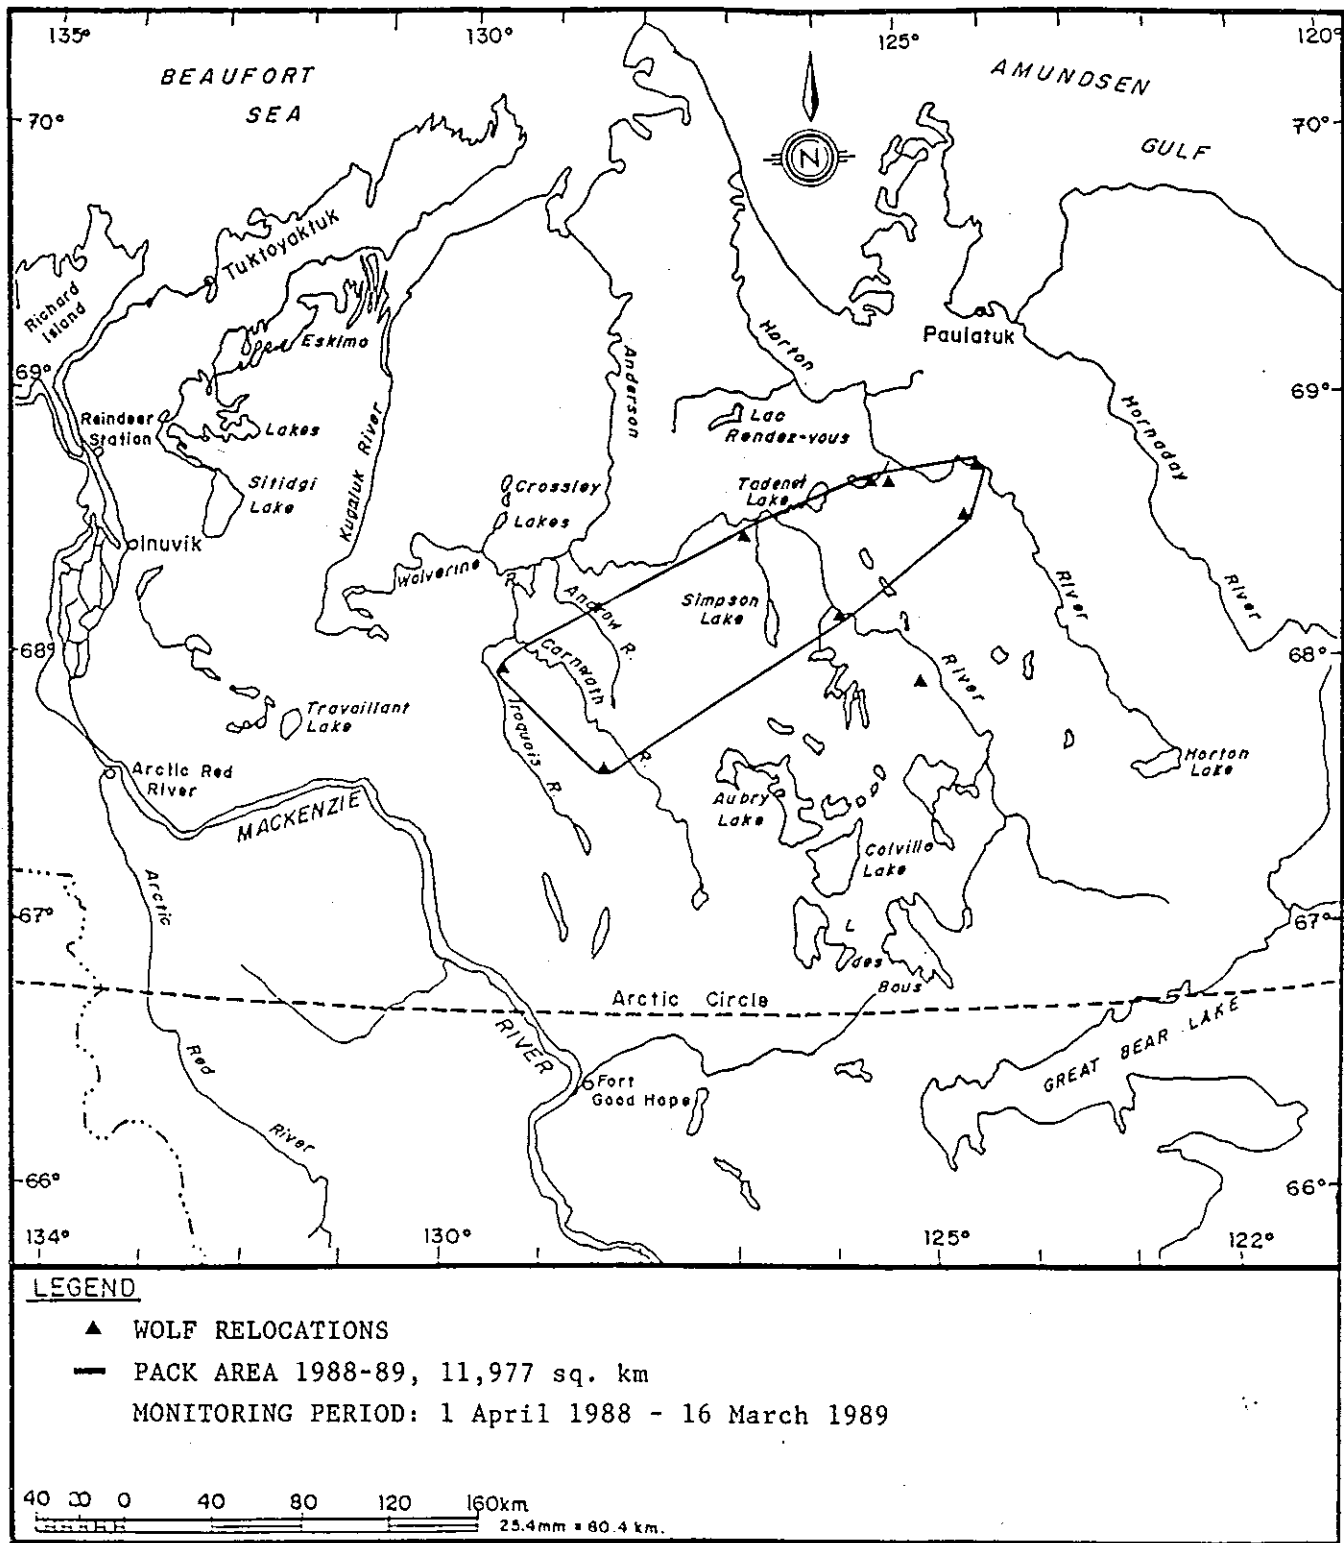 135°
130°
125°
120°
BEAUFORT
SEA
AMUNDSEN
GULF
70°
70°
N
Tuktoyaktuk
Richard
Island
Eskimo
Lakes
Horton
Paulatuk
Anderson
69°
69°
Reindeer
Station
Lac
Rendez-vous
Hornaday
River
Kugaluk River
Sitidgi
Lake
Crossley
Lakes
Tadenet
Lake
Inuvik
Wolverine
R.
Andrew R.
Simpson
Lake
River
River
68°
68°
Carnwath
R.
Iroquois R.
Travaillant
Lake
Arctic Red
River
MACKENZIE
Aubry
Lake
Horton
Lake
Colville
Lake
Arctic
67°
67°
L
des
Bous
Arctic Circle
RIVER
Red
River
GREAT BEAR LAKE
Fort
Good Hope
66°
66°
134°
130°
125°
122°
LEGEND
▲ WOLF RELOCATIONS
— PACK AREA 1988-89, 11,977 sq. km
MONITORING PERIOD: 1 April 1988 - 16 March 1989
40 20 0 40 80 120 160km
25.4mm = 80.4 km.